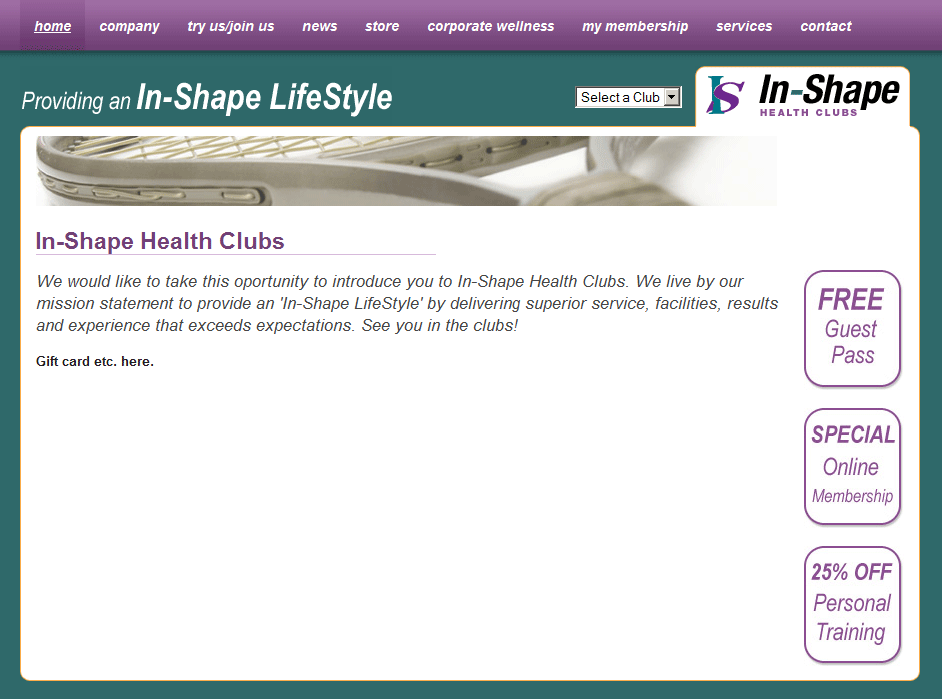 home company try us/join us news store corporate wellness my membership services contact
Providing an In-Shape LifeStyle
Select a Club
IS In-Shape
HEALTH CLUBS
In-Shape Health Clubs
We would like to take this oportunity to introduce you to In-Shape Health Clubs. We live by our
mission statement to provide an 'In-Shape LifeStyle' by delivering superior service, facilities, results
and experience that exceeds expectations. See you in the clubs!
Gift card etc. here.
FREE
Guest
Pass
SPECIAL
Online
Membership
25% OFF
Personal
Training